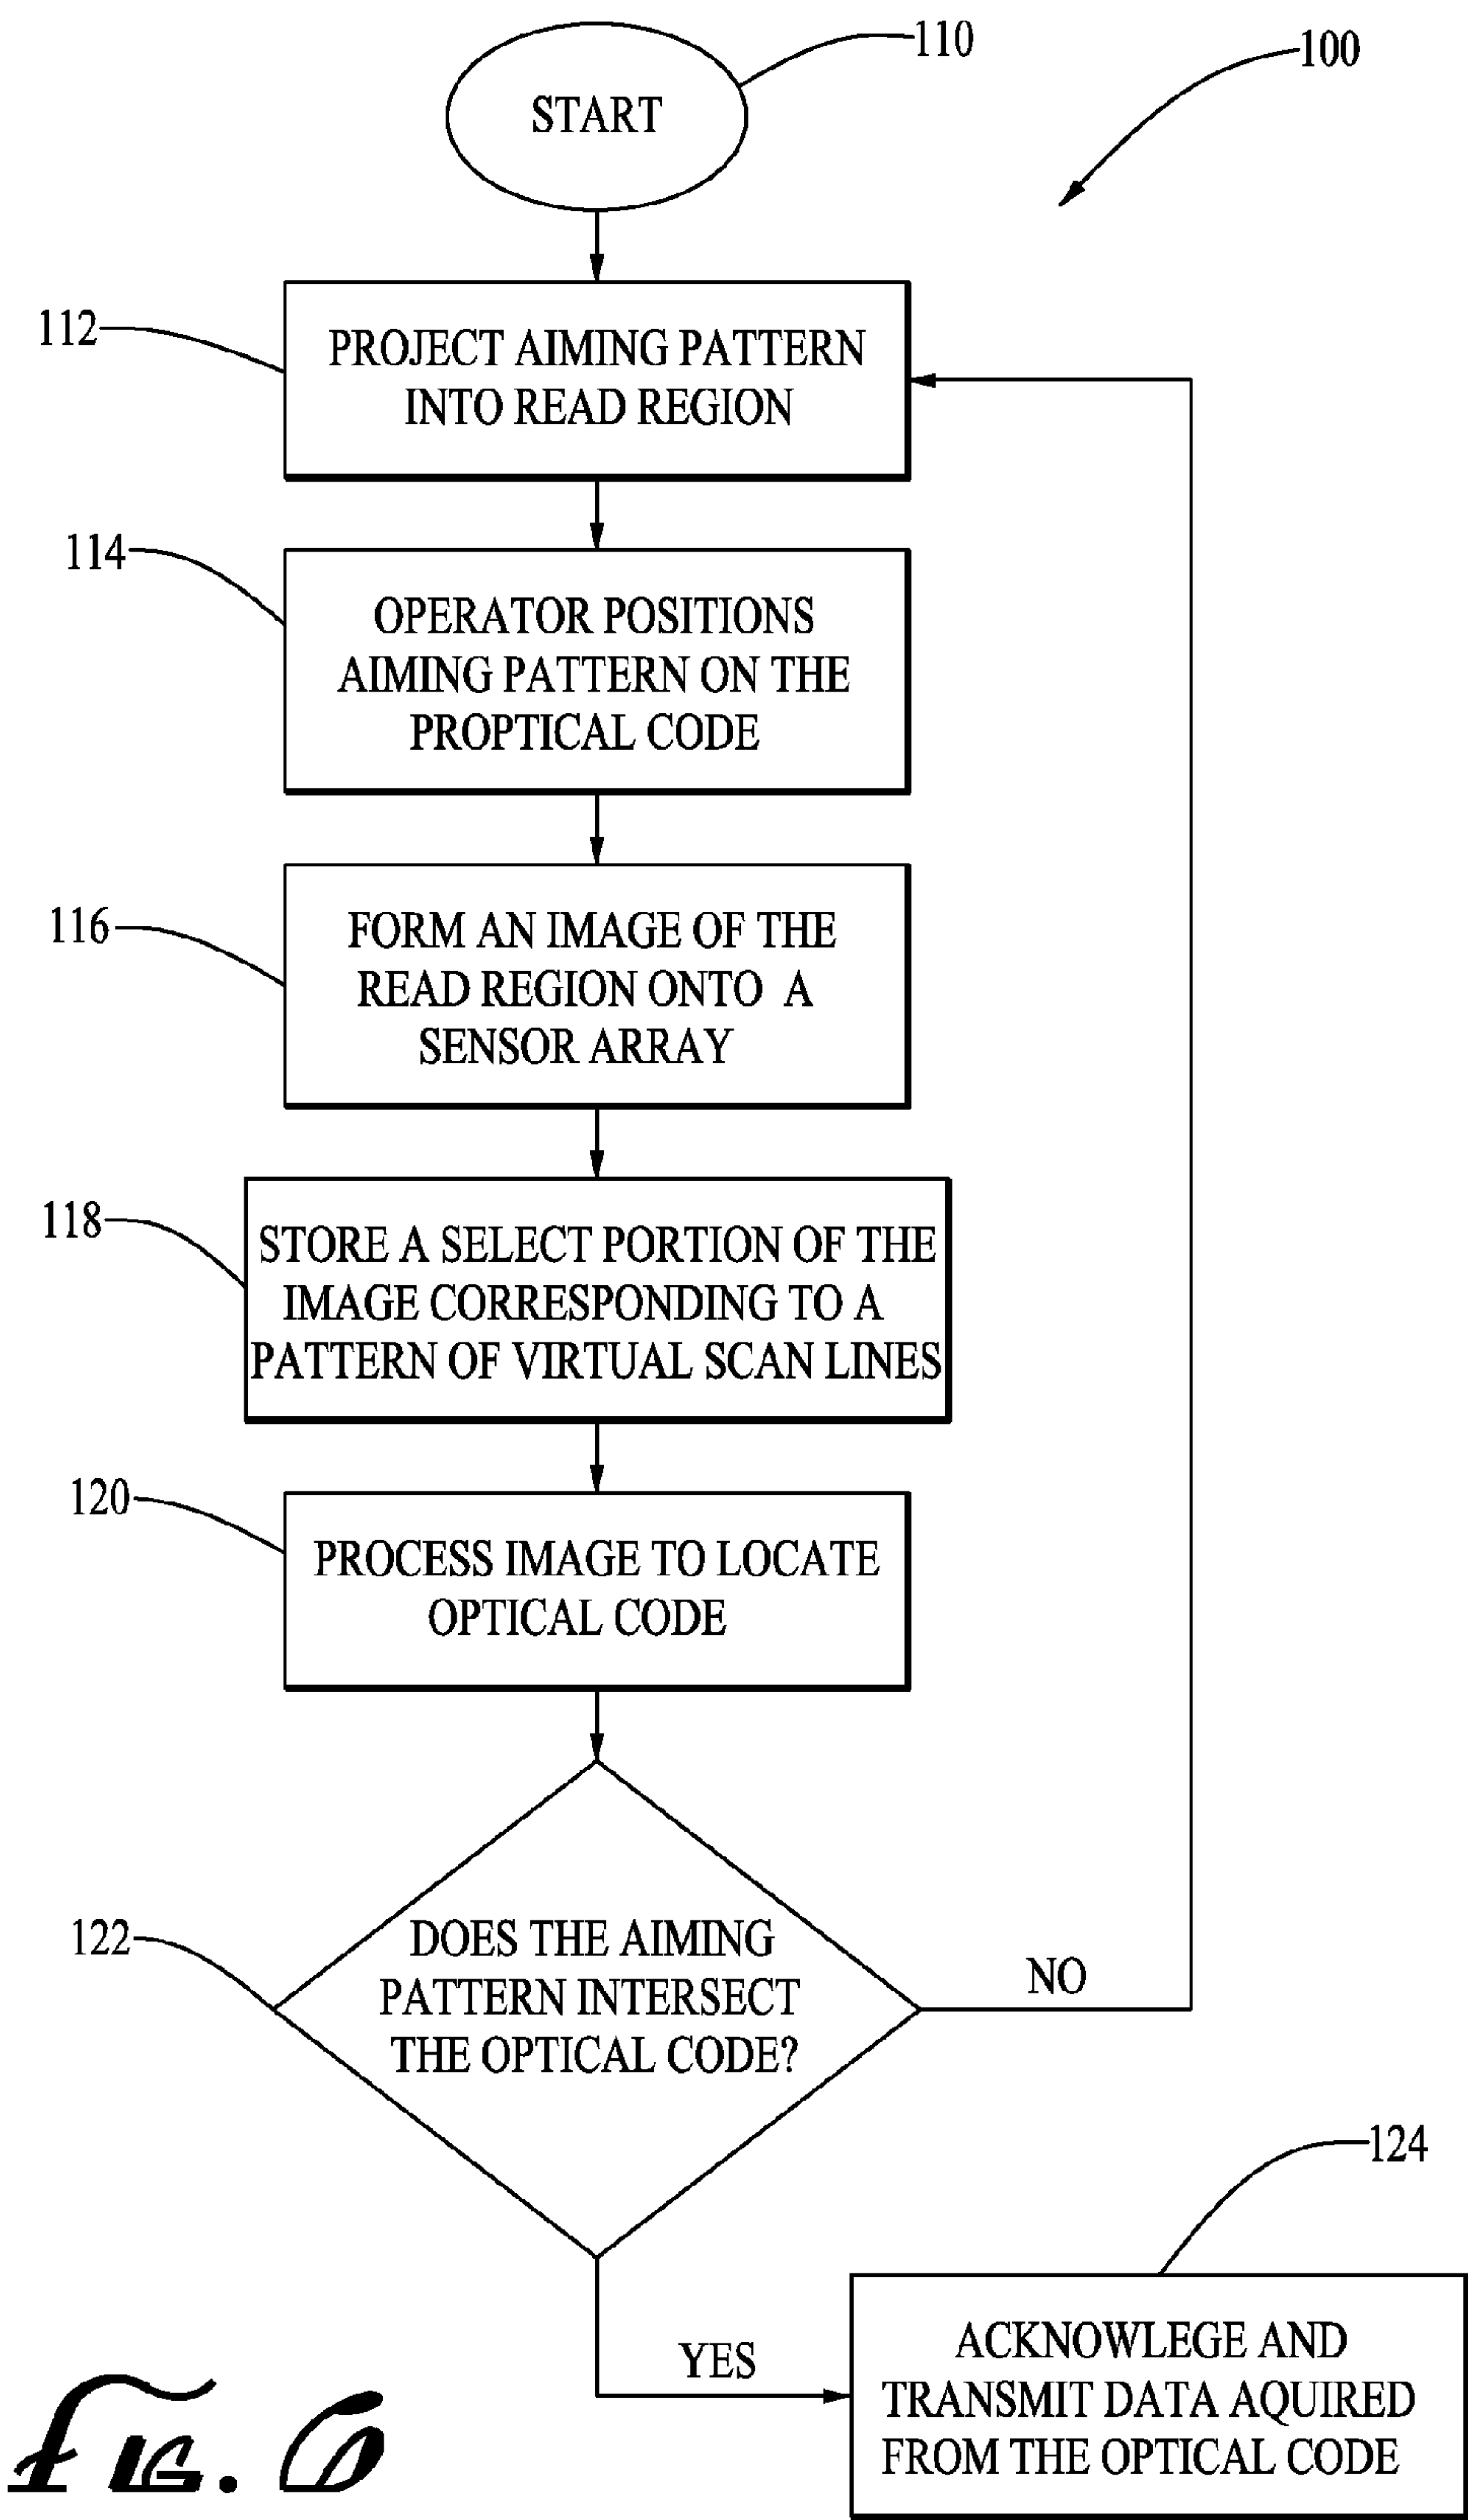 110
100
START
112
PROJECT AIMING PATTERN
INTO READ REGION
114
OPERATOR POSITIONS
AIMING PATTERN ON THE
PROPTICAL CODE
116
FORM AN IMAGE OF THE
READ REGION ONTO A
SENSOR ARRAY
118
STORE A SELECT PORTION OF THE
IMAGE CORRESPONDING TO A
PATTERN OF VIRTUAL SCAN LINES
120
PROCESS IMAGE TO LOCATE
OPTICAL CODE
122
DOES THE AIMING
PATTERN INTERSECT
THE OPTICAL CODE?
NO
124
YES
ACKNOWLEGE AND
TRANSMIT DATA AQUIRED
FROM THE OPTICAL CODE
FIG. 6